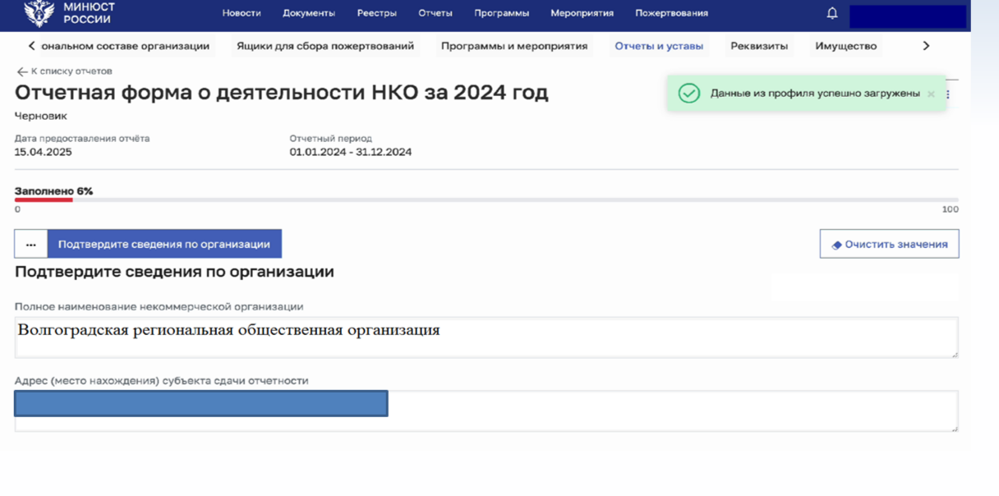 МИНЮСТ
РОССИИ
Новости Документы Реестры Отчеты Программы Мероприятия Пожертвования
ональном составе организации Ящики для сбора пожертвований Программы и мероприятия Отчеты и уставы Реквизиты Имущество
К списку отчетов
Отчетная форма о деятельности НКО за 2024 год
Данные из профиля успешно загружены
Черновик
Дата предоставления отчёта Отчетный период
15.04.2025 01.01.2024 - 31.12.2024
Заполнено 6%
0 100
... Подтвердите сведения по организации Очистить значения
Подтвердите сведения по организации
Полное наименование некоммерческой организации
Волгоградская региональная общественная организация
Адрес (место нахождения) субъекта сдачи отчетности